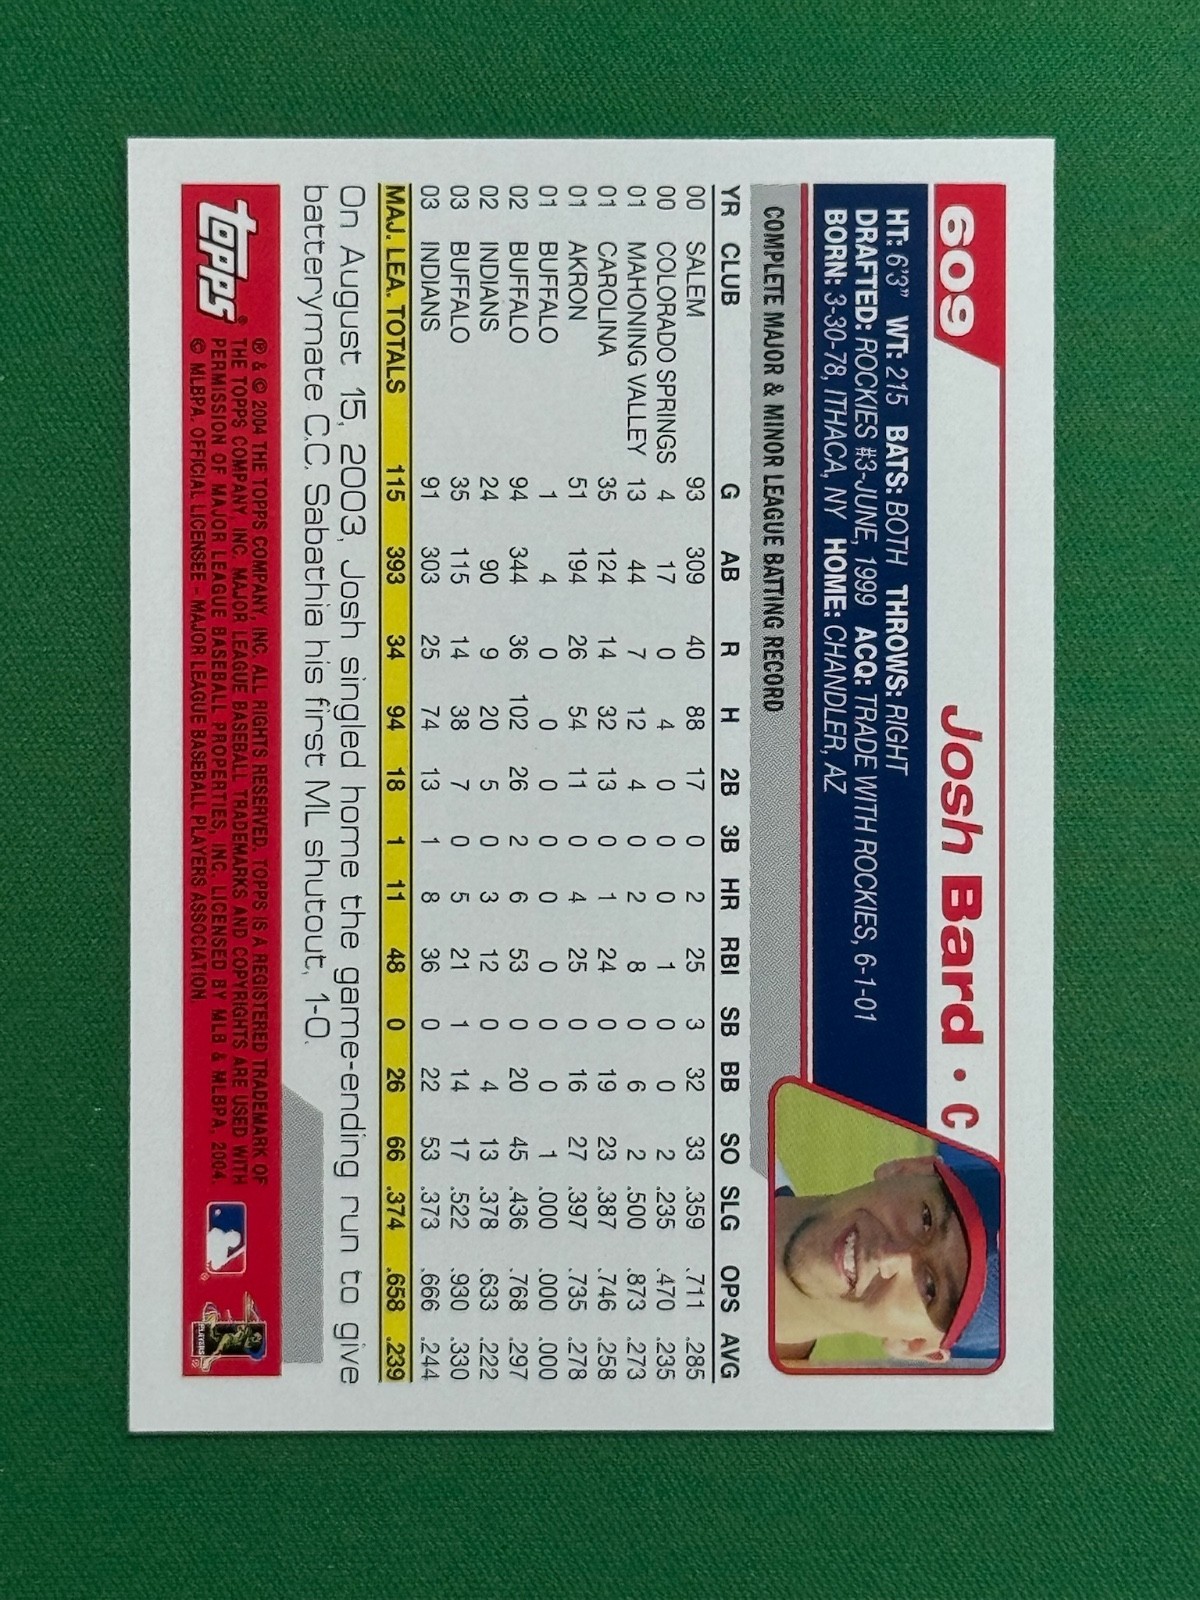 609 Josh Bard • C
HT: 6'3" WT: 215 BATS: BOTH THROWS: RIGHT
DRAFTED: ROCKIES #3-JUNE, 1999 ACQ: TRADE WITH ROCKIES, 6-1-01
BORN: 3-30-78, ITHACA, NY HOME: CHANDLER, AZ
COMPLETE MAJOR & MINOR LEAGUE BATTING RECORD
YR CLUB G AB R H 2B 3B HR RBI SB BB SO SLG OPS AVG
00 SALEM 93 309 40 88 17 0 2 25 3 32 33 .359 .711 .285
00 COLORADO SPRINGS 4 17 0 4 0 0 0 1 0 0 2 .235 .470 .235
01 MAHONING VALLEY 13 44 7 12 4 0 2 8 0 6 2 .500 .873 .273
01 CAROLINA 35 124 14 32 13 0 1 24 0 19 23 .387 .746 .258
01 AKRON 51 194 26 54 11 0 4 25 0 16 27 .397 .735 .278
01 BUFFALO 1 4 0 0 0 0 0 0 0 0 1 .000 .000 .000
02 BUFFALO 94 344 36 102 26 2 6 53 0 20 45 .436 .768 .297
02 INDIANS 24 90 9 20 5 0 3 12 0 4 13 .378 .633 .222
03 BUFFALO 35 115 14 38 7 0 5 21 1 14 17 .522 .930 .330
03 INDIANS 91 303 25 74 13 1 8 36 0 22 53 .373 .666 .244
MAJ. LEA. TOTALS 115 393 34 94 18 1 11 48 0 26 66 .374 .658 .239
On August 15, 2003, Josh singled home the game-ending run to give
batterymate C.C. Sabathia his first ML shutout, 1-0.
topps®
® & © 2004 THE TOPPS COMPANY, INC. ALL RIGHTS RESERVED. TOPPS IS A REGISTERED TRADEMARK OF
THE TOPPS COMPANY, INC. MAJOR LEAGUE BASEBALL TRADEMARKS AND COPYRIGHTS ARE USED WITH
PERMISSION OF MAJOR LEAGUE BASEBALL PROPERTIES, INC. LICENSED BY MLB & MLBPA, 2004.
© MLBPA, OFFICIAL LICENSEE - MAJOR LEAGUE BASEBALL PLAYERS ASSOCIATION
PLAYERS